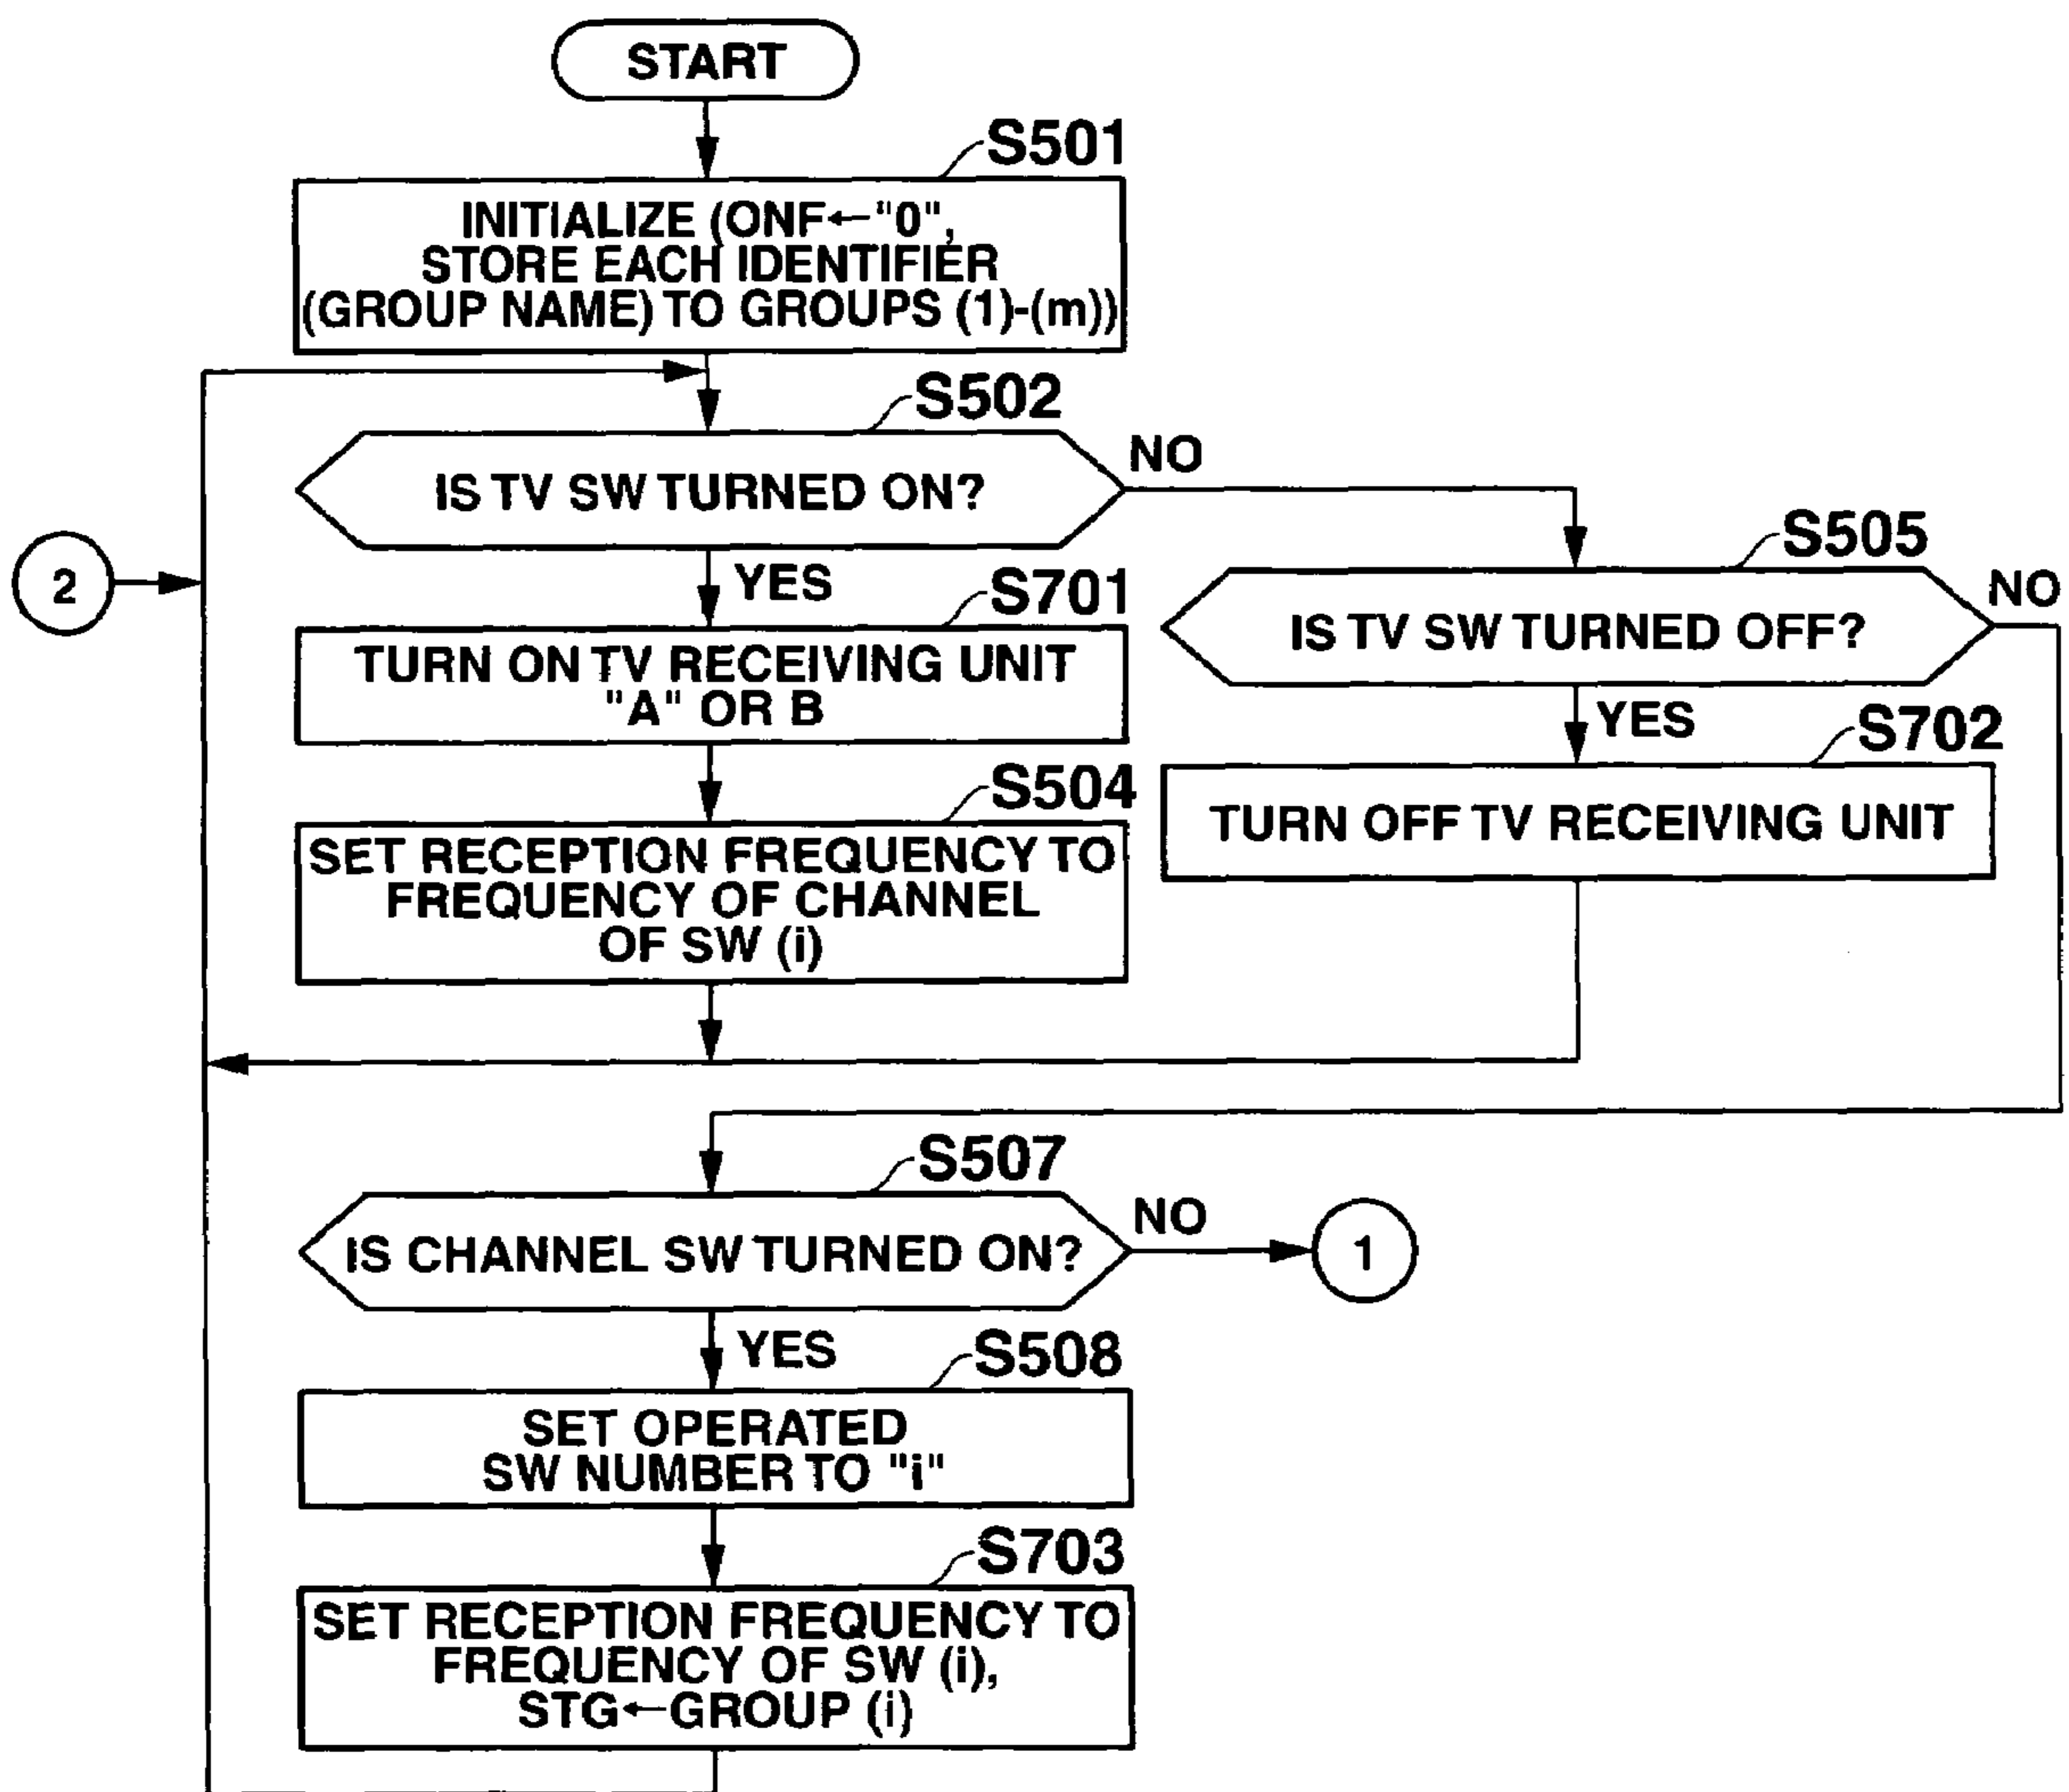 START
S501
INITIALIZE (ONF←"0",
STORE EACH IDENTIFIER
(GROUP NAME) TO GROUPS (1)-(m))
S502
IS TV SW TURNED ON?
NO
2
YES
S505
IS TV SW TURNED OFF?
NO
S701
TURN ON TV RECEIVING UNIT
"A" OR B
YES
S702
TURN OFF TV RECEIVING UNIT
S504
SET RECEPTION FREQUENCY TO
FREQUENCY OF CHANNEL
OF SW (i)
S507
IS CHANNEL SW TURNED ON?
NO
1
YES
S508
SET OPERATED
SW NUMBER TO "i"
S703
SET RECEPTION FREQUENCY TO
FREQUENCY OF SW (i),
STG←GROUP (i)